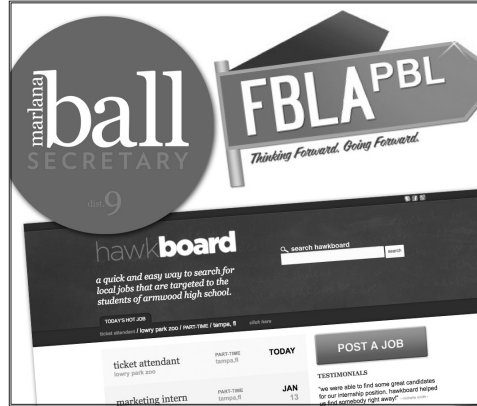 marlana
ball
SECRETARY
dist. 9
FBLA PBL
Thinking Forward. Going Forward.
hawkboard
search hawkboard
search
a quick and easy way to search for
local jobs that are targeted to the
students of armwood high school.
TODAY'S HOT JOB
ticket attendant / lowry park zoo / PART-TIME / tampa, fl click here
ticket attendant
lowry park zoo
PART-TIME
tampa,fl
TODAY
POST A JOB
marketing intern
PART-TIME
tampa,fl
JAN
13
TESTIMONIALS
"we were able to find some great candidates
for our internship position. hawkboard helped
us find somebody right away!"